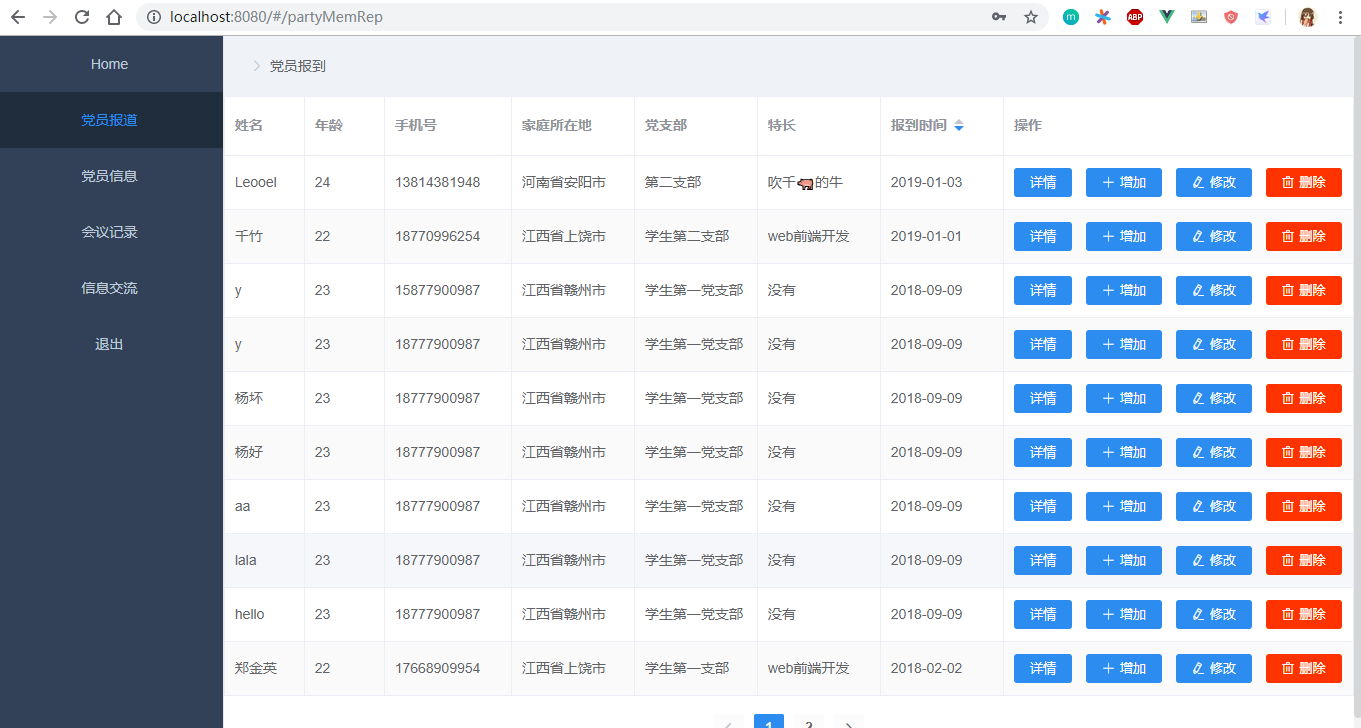 localhost:8080/#/partyMemRep
m ABP
Home
党员报道
党员信息
会议记录
信息交流
退出
党员报到
姓名 年龄 手机号 家庭所在地 党支部 特长 报到时间 操作
Leooel 24 13814381948 河南省安阳市 第二支部 吹千🐖的牛 2019-01-03 详情 增加 修改 删除
千竹 22 18770996254 江西省上饶市 学生第二支部 web前端开发 2019-01-01 详情 增加 修改 删除
y 23 15877900987 江西省赣州市 学生第一党支部 没有 2018-09-09 详情 增加 修改 删除
y 23 18777900987 江西省赣州市 学生第一党支部 没有 2018-09-09 详情 增加 修改 删除
杨坏 23 18777900987 江西省赣州市 学生第一党支部 没有 2018-09-09 详情 增加 修改 删除
杨好 23 18777900987 江西省赣州市 学生第一党支部 没有 2018-09-09 详情 增加 修改 删除
aa 23 18777900987 江西省赣州市 学生第一党支部 没有 2018-09-09 详情 增加 修改 删除
lala 23 18777900987 江西省赣州市 学生第一党支部 没有 2018-09-09 详情 增加 修改 删除
hello 23 18777900987 江西省赣州市 学生第一党支部 没有 2018-09-09 详情 增加 修改 删除
郑金英 22 17668909954 江西省上饶市 学生第一支部 web前端开发 2018-02-02 详情 增加 修改 删除
1 2